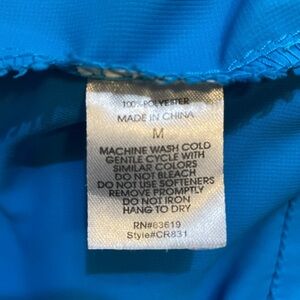 100% POLYESTER
MADE IN CHINA
M
MACHINE WASH COLD
GENTLE CYCLE WITH
SIMILAR COLORS
DO NOT BLEACH
DO NOT USE SOFTENERS
REMOVE PROMPTLY
DO NOT IRON
HANG TO DRY
RN#83619
Style#CR831